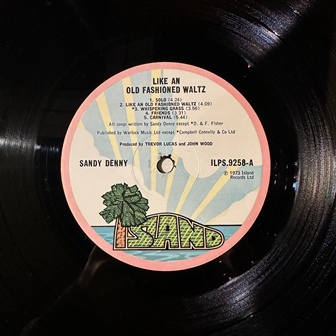 LIKE AN
OLD FASHIONED WALTZ
1. SOLO (4.24)
2. LIKE AN OLD FASHIONED WALTZ (4.09)
*3. WHISPERING GRASS (3.56)
4. FRIENDS (3.31)
5. CARNIVAL (5.44)
All songs written by Sandy Denny except *D. & F. Fisher
Published by Warlock Music Ltd except *Campbell Connelly & Co Ltd
Produced by TREVOR LUCAS and JOHN WOOD
SANDY DENNY
ILPS.9258-A
℗ 1973 Island
Records Ltd
ISLAND